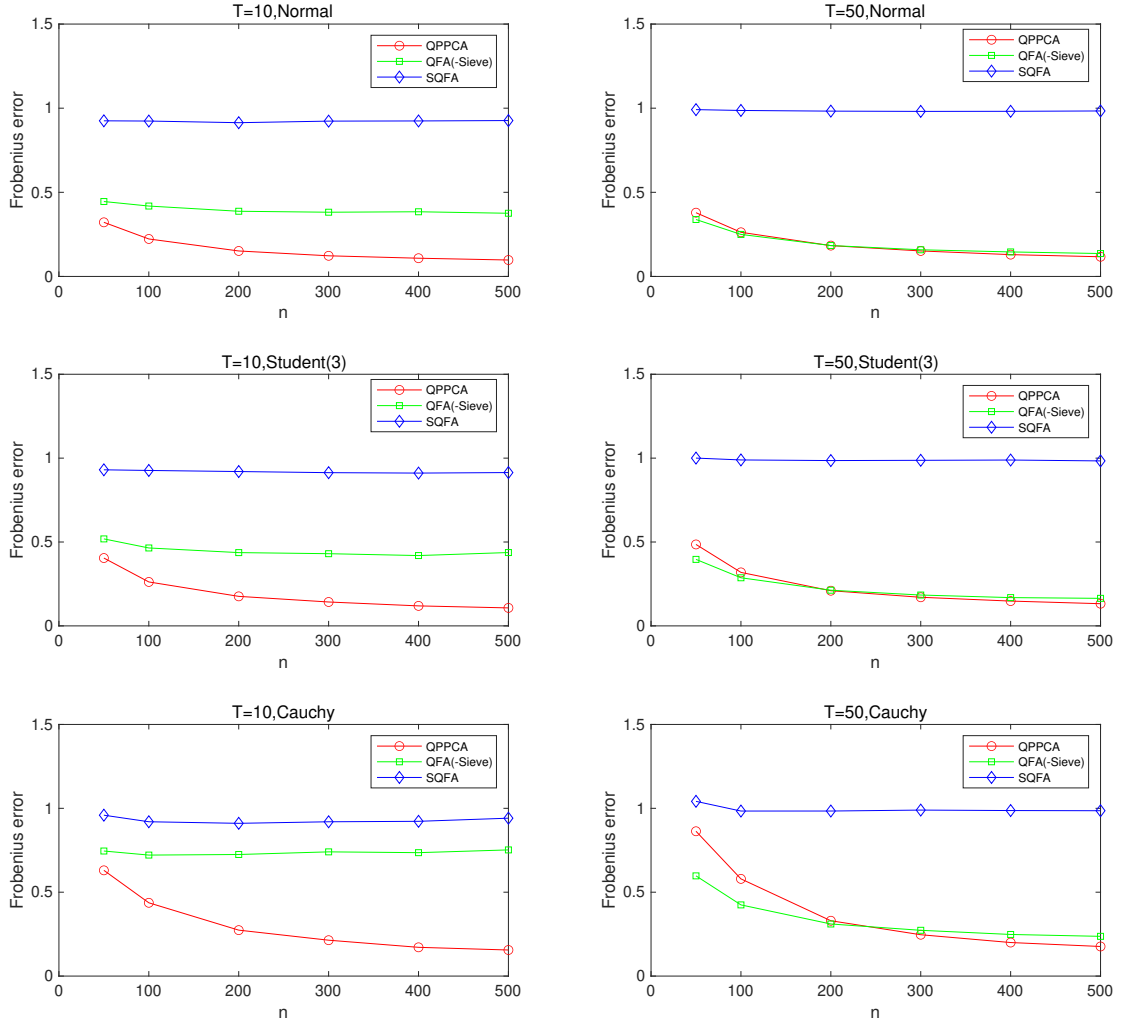 T=10,Normal
1.5
1
0.5
0
Frobenius error
QPPCA
QFA(-Sieve)
SQFA
0 100 200 300 400 500
n
T=50,Normal
1.5
1
0.5
0
Frobenius error
QPPCA
QFA(-Sieve)
SQFA
0 100 200 300 400 500
n
T=10,Student(3)
1.5
1
0.5
0
Frobenius error
QPPCA
QFA(-Sieve)
SQFA
0 100 200 300 400 500
n
T=50,Student(3)
1.5
1
0.5
0
Frobenius error
QPPCA
QFA(-Sieve)
SQFA
0 100 200 300 400 500
n
T=10,Cauchy
1.5
1
0.5
0
Frobenius error
QPPCA
QFA(-Sieve)
SQFA
0 100 200 300 400 500
n
T=50,Cauchy
1.5
1
0.5
0
Frobenius error
QPPCA
QFA(-Sieve)
SQFA
0 100 200 300 400 500
n